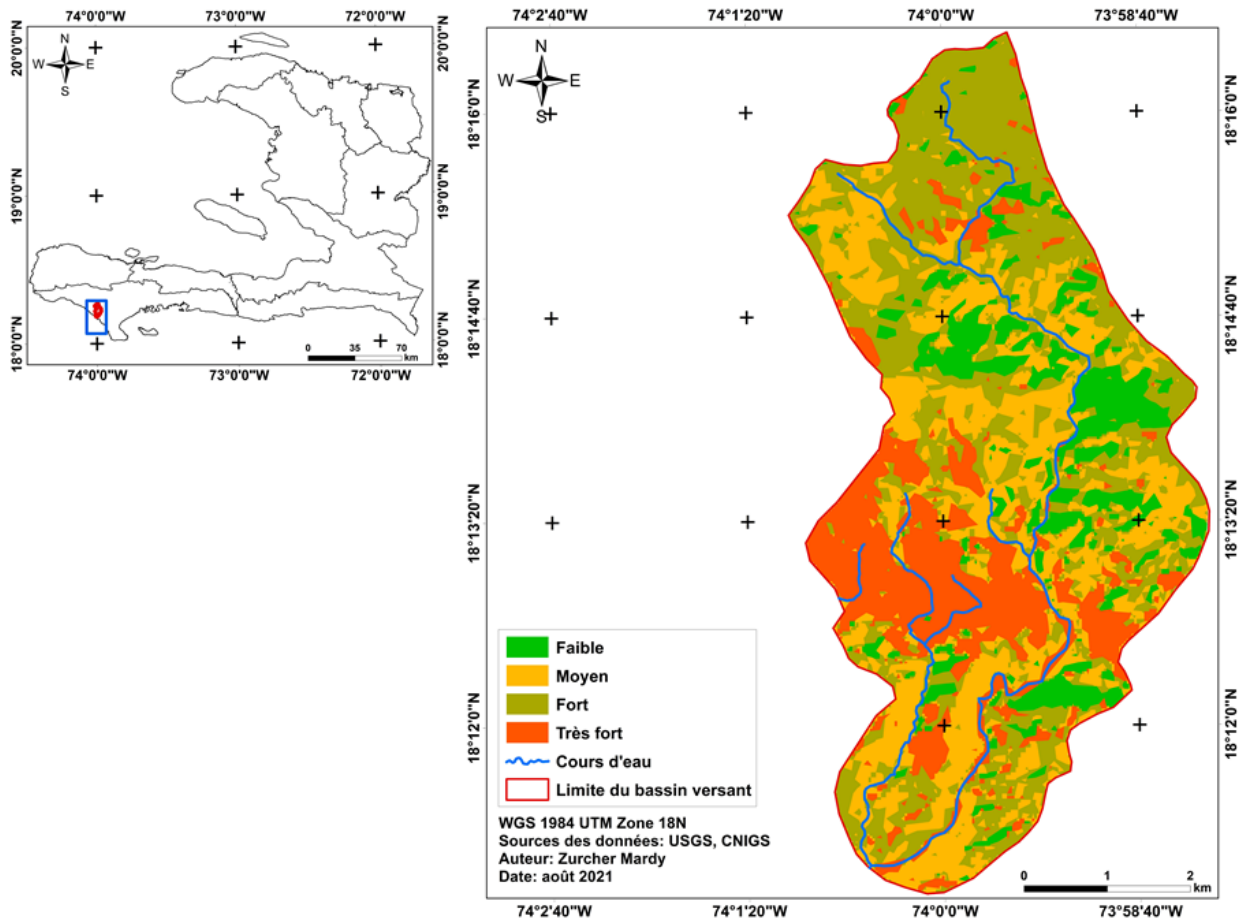 74°0'0"W 73°0'0"W 72°0'0"W
20°0'0"N
19°0'0"N
18°0'0"N
20°0'0"N
19°0'0"N
18°0'0"N
N
W E
S
0 35 70
km
74°0'0"W 73°0'0"W 72°0'0"W
74°2'40"W 74°1'20"W 74°0'0"W 73°58'40"W
18°16'0"N
18°14'40"N
18°13'20"N
18°12'0"N
18°16'0"N
18°14'40"N
18°13'20"N
18°12'0"N
N
W E
S
Faible
Moyen
Fort
Très fort
Cours d'eau
Limite du bassin versant
WGS 1984 UTM Zone 18N
Sources des données: USGS, CNIGS
Auteur: Zurcher Mardy
Date: août 2021
0 1 2
km
74°2'40"W 74°1'20"W 74°0'0"W 73°58'40"W